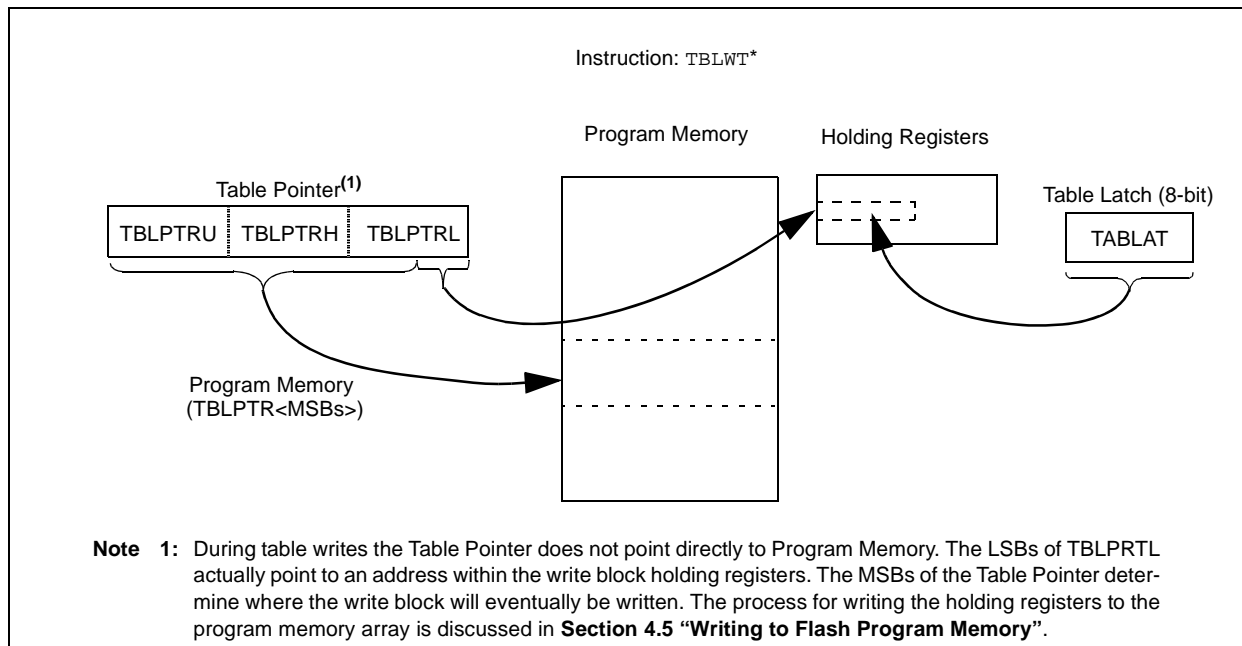 Instruction: TBLWT*
Program Memory
Holding Registers
Table Pointer(1)
Table Latch (8-bit)
TBLPTRU TBLPTRH TBLPTRL
TABLAT
Program Memory
(TBLPTR<MSBs>)
Note 1: During table writes the Table Pointer does not point directly to Program Memory. The LSBs of TBLPRTL
actually point to an address within the write block holding registers. The MSBs of the Table Pointer deter-
mine where the write block will eventually be written. The process for writing the holding registers to the
program memory array is discussed in Section 4.5 “Writing to Flash Program Memory”.